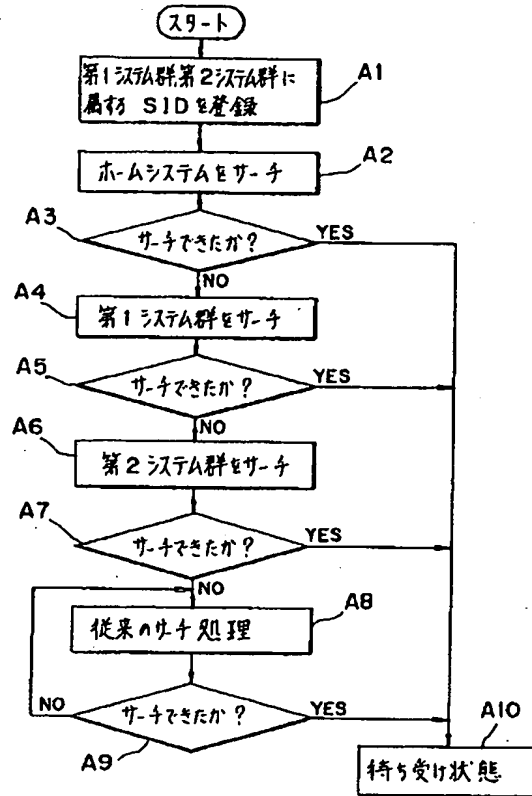 スタート
第1システム群,第2システム群に
属する SIDを登録
A1
ホームシステムをサーチ
A2
A3
サーチできたか?
YES
NO
A4
第1システム群をサーチ
A5
サーチできたか?
YES
NO
A6
第2システム群をサーチ
A7
サーチできたか?
YES
NO
従来のサーチ処理
A8
サーチできたか?
NO
YES
A9
A10
待ち受け状態